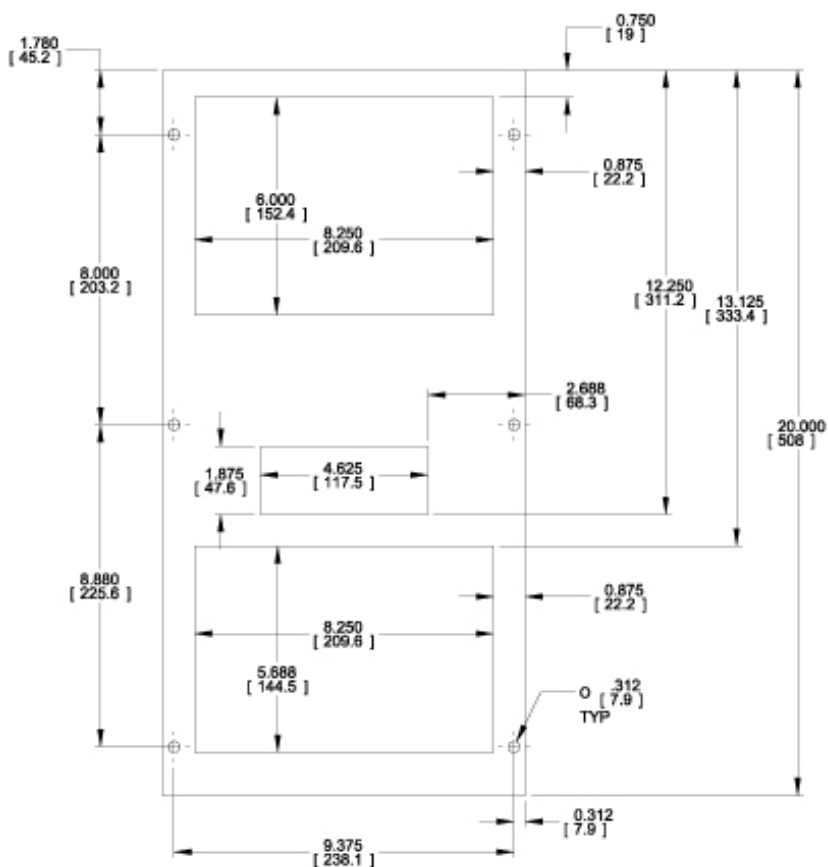 0.750
[ 19 ]
1.780
[ 45.2 ]
0.875
[ 22.2 ]
6.000
[ 152.4 ]
8.250
[ 209.6 ]
8.000
[ 203.2 ]
12.250
[ 311.2 ]
13.125
[ 333.4 ]
2.688
[ 68.3 ]
20.000
[ 508 ]
1.875
[ 47.6 ]
4.625
[ 117.5 ]
8.880
[ 225.6 ]
0.875
[ 22.2 ]
8.250
[ 209.6 ]
5.688
[ 144.5 ]
O .312
[ 7.9 ]
TYP
0.312
[ 7.9 ]
9.375
[ 238.1 ]